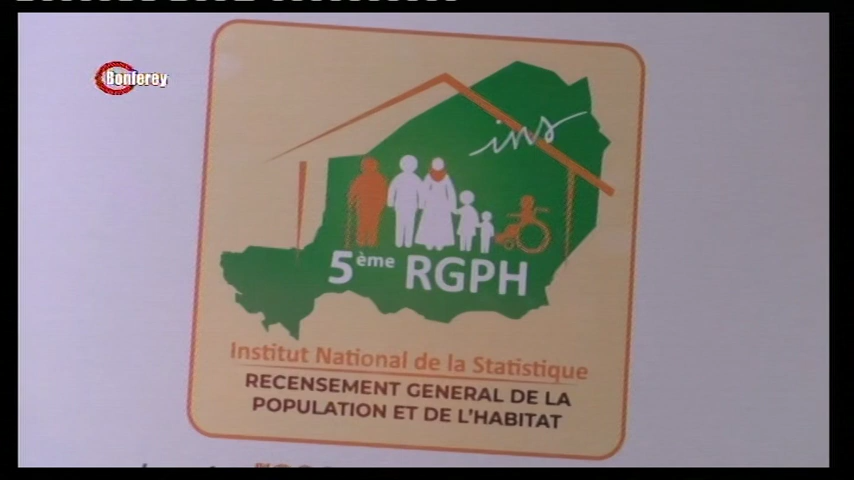 Bonferey
ins
5ème RGPH
Institut National de la Statistique
RECENSEMENT GENERAL DE LA
POPULATION ET DE L'HABITAT